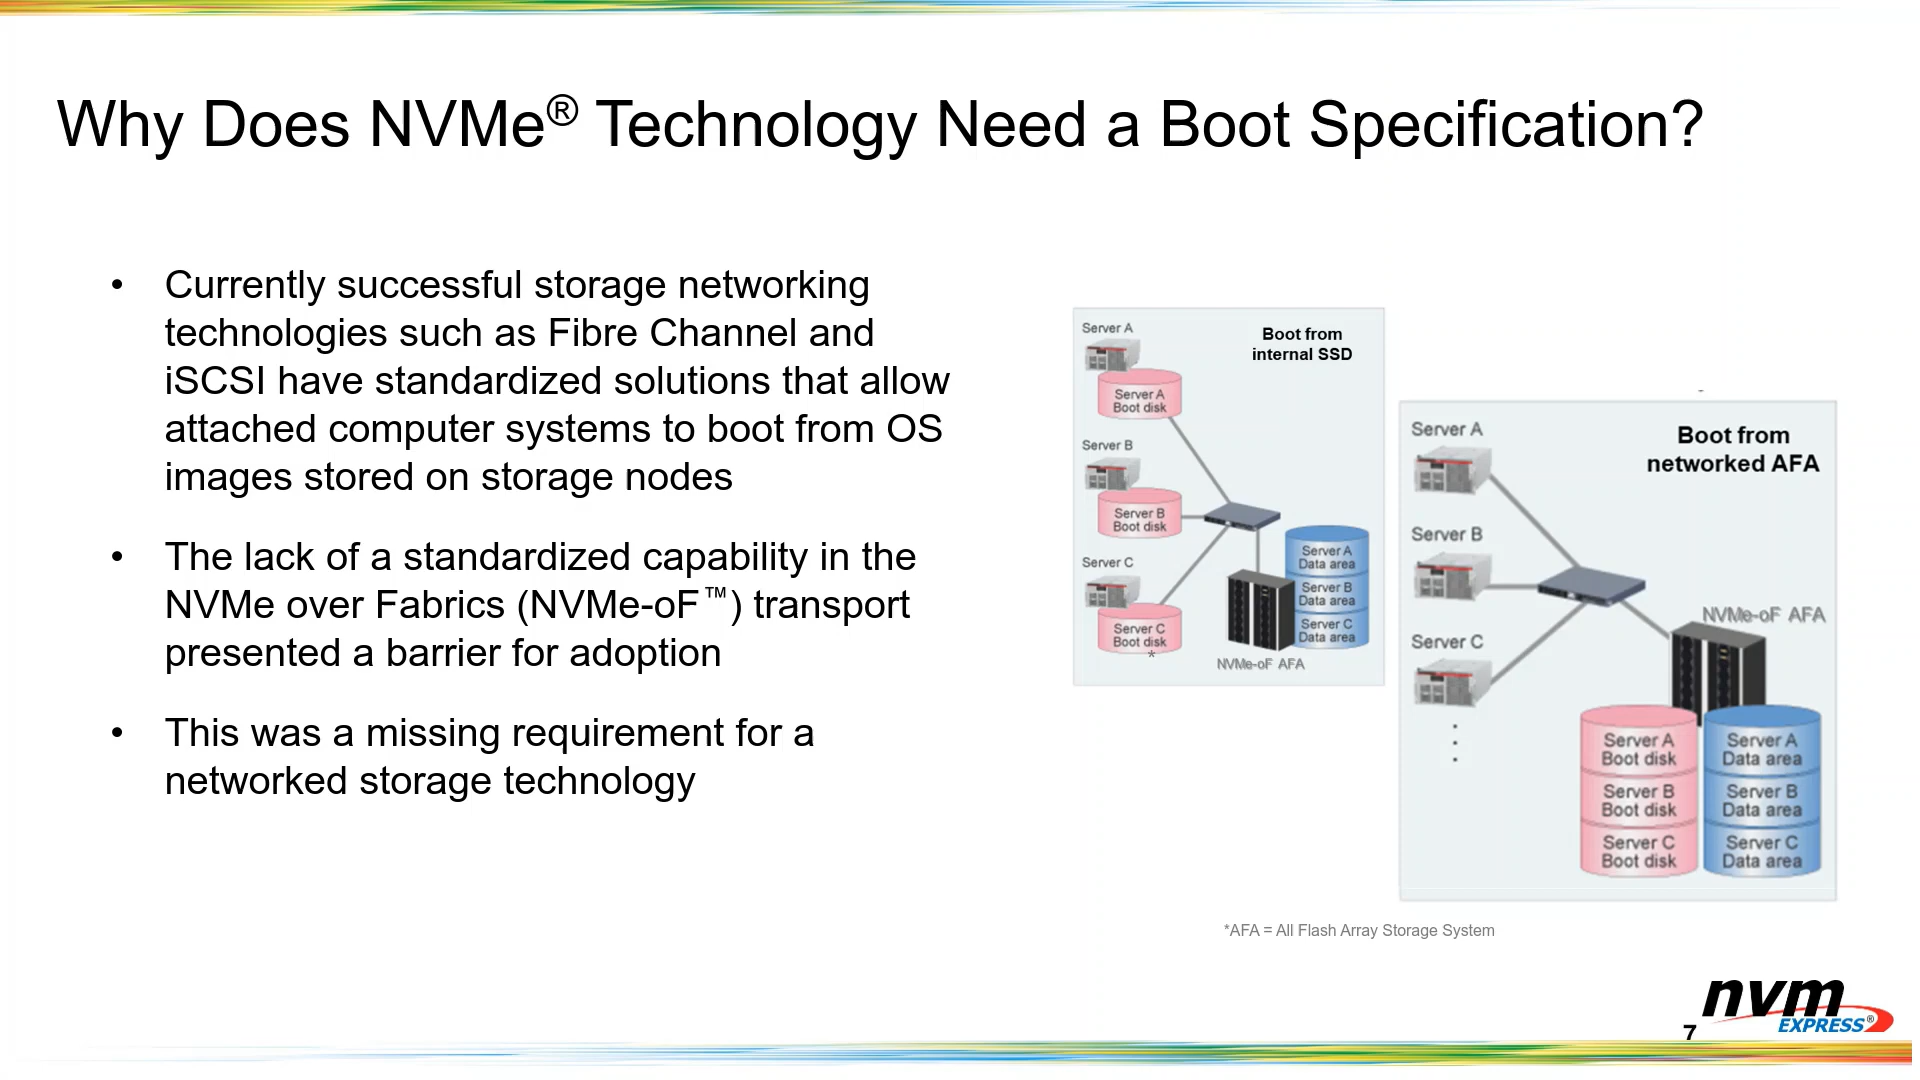 Why Does NVMe® Technology Need a Boot Specification?
• Currently successful storage networking
technologies such as Fibre Channel and
iSCSI have standardized solutions that allow
attached computer systems to boot from OS
images stored on storage nodes
• The lack of a standardized capability in the
NVMe over Fabrics (NVMe-oF™) transport
presented a barrier for adoption
• This was a missing requirement for a
networked storage technology
Boot from
internal SSD
Server A
Server A
Boot disk
Server B
Server B
Boot disk
Server C
Server C
Boot disk
*
Server A
Data area
Server B
Data area
Server C
Data area
NVMe-oF AFA
Boot from
networked AFA
Server A
Server B
Server C
NVMe-oF AFA
Server A
Boot disk
Server B
Boot disk
Server C
Boot disk
Server A
Data area
Server B
Data area
Server C
Data area
*AFA = All Flash Array Storage System
nvm
EXPRESS®
7